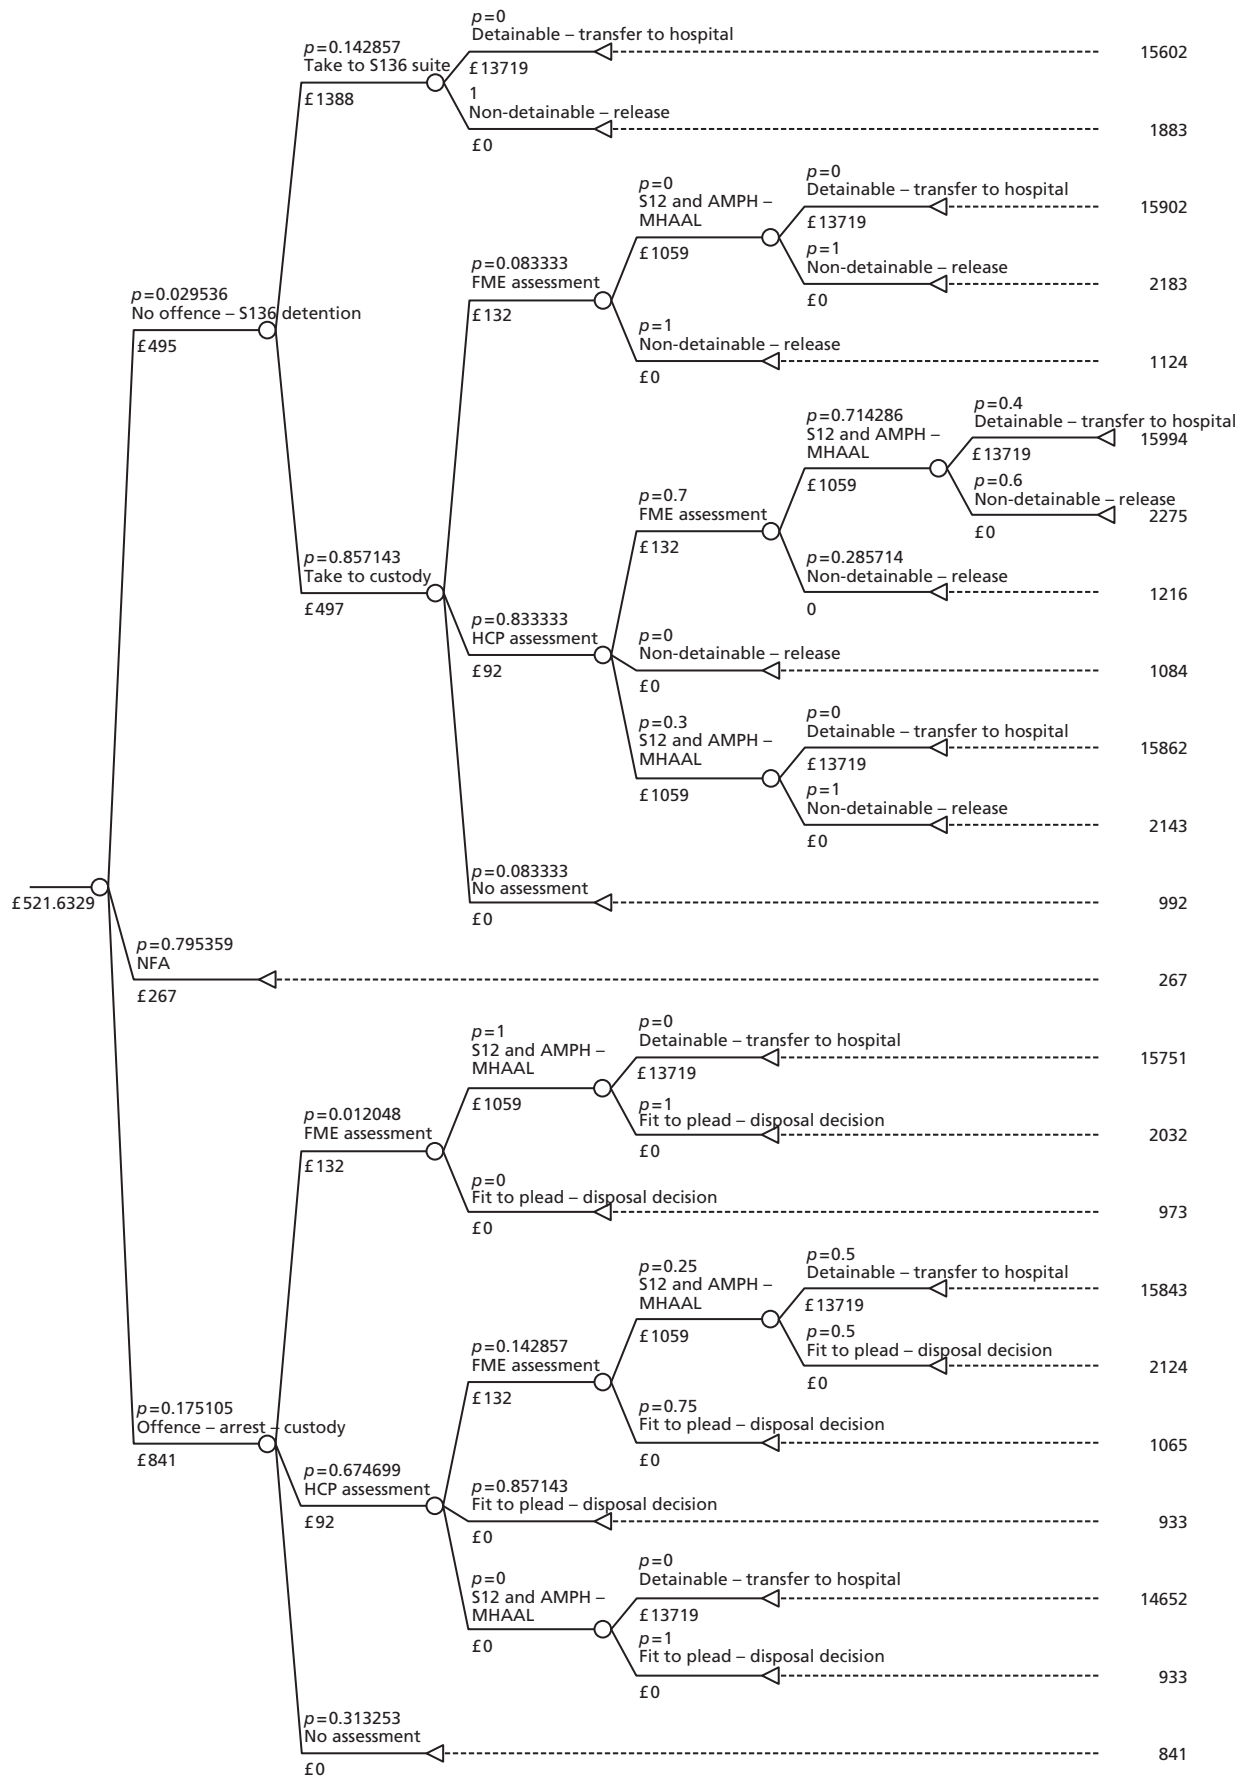 p=0
Detainable – transfer to hospital
15602
£13719
p=0.142857
Take to S136 suite
£1388
1
Non-detainable – release
1883
£0
p=0
Detainable – transfer to hospital
15902
£13719
p=0
S12 and AMPH –
MHAAL
£1059
p=1
Non-detainable – release
2183
£0
p=0.083333
FME assessment
£132
p=1
Non-detainable – release
1124
£0
p=0.029536
No offence – S136 detention
£495
p=0.4
Detainable – transfer to hospital
15994
£13719
p=0.714286
S12 and AMPH –
MHAAL
£1059
p=0.6
Non-detainable – release
2275
£0
p=0.7
FME assessment
£132
p=0.285714
Non-detainable – release
1216
0
p=0.857143
Take to custody
£497
p=0.833333
HCP assessment
£92
p=0
Non-detainable – release
1084
£0
p=0
Detainable – transfer to hospital
15862
£13719
p=0.3
S12 and AMPH –
MHAAL
£1059
p=1
Non-detainable – release
2143
£0
p=0.083333
No assessment
992
£0
£521.6329
p=0.795359
NFA
267
£267
p=0
Detainable – transfer to hospital
15751
£13719
p=1
S12 and AMPH –
MHAAL
£1059
p=1
Fit to plead – disposal decision
2032
£0
p=0.012048
FME assessment
£132
p=0
Fit to plead – disposal decision
973
£0
p=0.5
Detainable – transfer to hospital
15843
£13719
p=0.25
S12 and AMPH –
MHAAL
£1059
p=0.5
Fit to plead – disposal decision
2124
£0
p=0.142857
FME assessment
£132
p=0.75
Fit to plead – disposal decision
1065
£0
p=0.175105
Offence – arrest – custody
£841
p=0.674699
HCP assessment
£92
p=0.857143
Fit to plead – disposal decision
933
£0
p=0
Detainable – transfer to hospital
14652
£13719
p=0
S12 and AMPH –
MHAAL
£0
p=1
Fit to plead – disposal decision
933
£0
p=0.313253
No assessment
841
£0